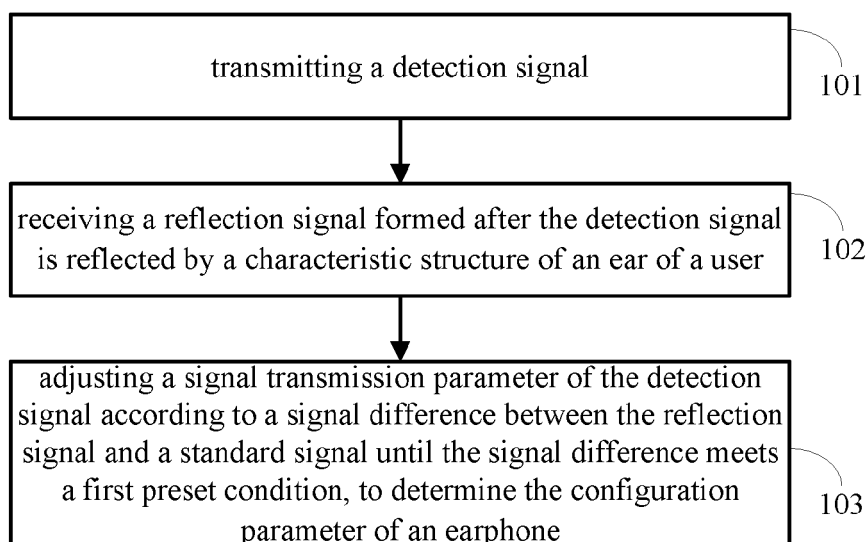 transmitting a detection signal
101
receiving a reflection signal formed after the detection signal
is reflected by a characteristic structure of an ear of a user
102
adjusting a signal transmission parameter of the detection
signal according to a signal difference between the reflection
signal and a standard signal until the signal difference meets
a first preset condition, to determine the configuration
parameter of an earphone
103